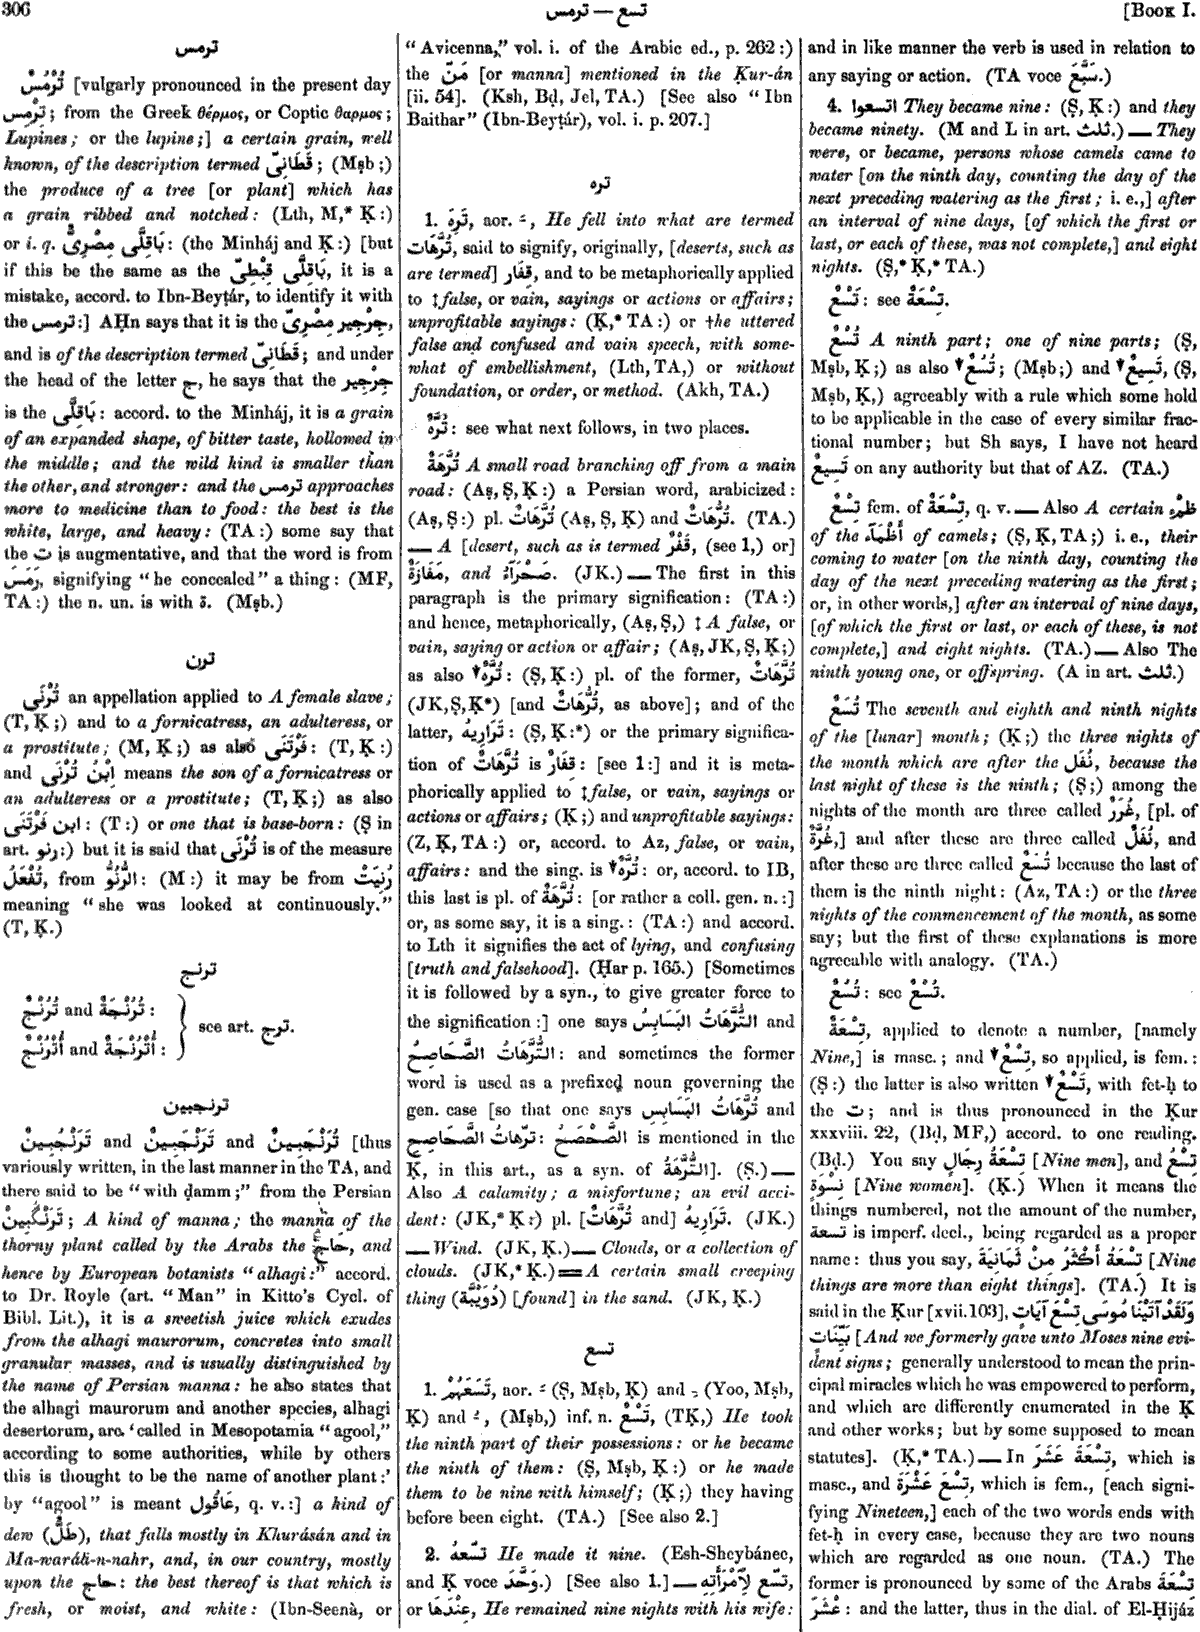 306
تسع — ترمس
[Book I.
ترمس
تُرْمُسٌ [vulgarly pronounced in the present day
تِرْمِس; from the Greek θέρμος, or Coptic θαρμος;
Lupines; or the lupine;] a certain grain, well
known, of the description termed قَطَانِىّ; (Mṣb;)
the produce of a tree [or plant] which has
a grain ribbed and notched: (Lth, M,* Ḳ:)
or i. q. بَاقِلًّى مِصْرِىٌّ: (the Minháj and Ḳ:) [but
if this be the same as the بَاقِلَّى قِبْطِىّ, it is a
mistake, accord. to Ibn-Beyṭár, to identify it with
the ترمس:] AḤn says that it is the جِرْجِير مِصْرِىّ,
and is of the description termed قَطَانِىّ; and under
the head of the letter ج, he says that the جِرْجِير
is the بَاقِلَّى: accord. to the Minháj, it is a grain
of an expanded shape, of bitter taste, hollowed in
the middle; and the wild kind is smaller than
the other, and stronger: and the ترمس approaches
more to medicine than to food: the best is the
white, large, and heavy: (TA:) some say that
the ت is augmentative, and that the word is from
رَمَسَ, signifying “he concealed” a thing: (MF,
TA:) the n. un. is with ة. (Mṣb.)
ترن
تُرْنَى an appellation applied to A female slave;
(T, Ḳ;) and to a fornicatress, an adulteress, or
a prostitute; (M, Ḳ;) as also فَرْتَنَى: (T, Ḳ:)
and اِبْنُ تُرْنَى means the son of a fornicatress or
an adulteress or a prostitute; (T, Ḳ;) as also
ابن فَرْتَنَى: (T:) or one that is base-born: (Ṣ in
art. رنو:) but it is said that تُرْنَى is of the measure
تُفْعَلُ, from الرُّنُوُّ: (M:) it may be from رُنِيَتْ
meaning “she was looked at continuously.”
(T, Ḳ.)
ترنج
تُرُنْجٌ and تُرُنْجَةٌ:
أُتْرُنْجٌ and أُتْرُنْجَةٌ:
see art. ترج.
ترنجبين
تَرَنْجُبِينٌ and تَرَنْجَبِينٌ and تُرَنْجَبِينٌ [thus
variously written, in the last manner in the TA, and
there said to be “with ḍamm;” from the Persian
تَرَنْگُبِينْ; A kind of manna; the manna of the
thorny plant called by the Arabs the حَاج, and
hence by European botanists “alhagi:” accord.
to Dr. Royle (art. “Man” in Kitto's Cycl. of
Bibl. Lit.), it is a sweetish juice which exudes
from the alhagi maurorum, concretes into small
granular masses, and is usually distinguished by
the name of Persian manna: he also states that
the alhagi maurorum and another species, alhagi
desertorum, are ‘called in Mesopotamia “agool,”
according to some authorities, while by others
this is thought to be the name of another plant:’
by “agool” is meant عَاقُول, q. v.:] a kind of
dew (طَلّ), that falls mostly in Khurásán and in
Ma-waráä-n-nahr, and, in our country, mostly
upon the حاج: the best thereof is that which is
fresh, or moist, and white: (Ibn-Seenà, or
“Avicenna,” vol. i. of the Arabic ed., p. 262:)
the مَنّ [or manna] mentioned in the Ḳur-án
[ii. 54]. (Ksh, Bḍ, Jel, TA.) [See also “Ibn
Baithar” (Ibn-Beyṭár), vol. i. p. 207.]
تره
1. تَرِهَ, aor. ـَ, He fell into what are termed
تُرَّهَات, said to signify, originally, [deserts, such as
are termed] قِفَار, and to be metaphorically applied
to ‡ false, or vain, sayings or actions or affairs;
unprofitable sayings: (Ḳ,* TA:) or † he uttered
false and confused and vain speech, with some-
what of embellishment, (Lth, TA,) or without
foundation, or order, or method. (Akh, TA.)
تُرَّهٌ: see what next follows, in two places.
تُرَّهَةٌ A small road branching off from a main
road: (Aṣ, Ṣ, Ḳ:) a Persian word, arabicized:
(Aṣ, Ṣ:) pl. تُرَّهَاتٌ (Aṣ, Ṣ, Ḳ) and تُرُّهَاتٌ. (TA.)
— A [desert, such as is termed قَفْرٌ, (see 1,) or]
مَفَازَةٌ, and صَحْرَآءُ. (JK.) — The first in this
paragraph is the primary signification: (TA:)
and hence, metaphorically, (Aṣ, Ṣ,) ‡ A false, or
vain, saying or action or affair; (Aṣ, JK, Ṣ, Ḳ;)
as also ↓ تُرَّهٌ: (Ṣ, Ḳ:) pl. of the former, تُرَّهَاتٌ
(JK, Ṣ, Ḳ*) [and تُرُّهَاتٌ, as above]; and of the
latter, تَرَارِيهُ: (Ṣ, Ḳ:*) or the primary significa-
tion of تُرَّهَاتٌ is قِفَارٌ: [see 1:] and it is meta-
phorically applied to ‡ false, or vain, sayings or
actions or affairs; (Ḳ;) and unprofitable sayings:
(Z, Ḳ, TA:) or, accord. to Az, false, or vain,
affairs: and the sing. is ↓ تُرَّهٌ: or, accord. to IB,
this last is pl. of تُرَّهَةٌ: [or rather a coll. gen. n.:]
or, as some say, it is a sing.: (TA:) and accord.
to Lth it signifies the act of lying, and confusing
[truth and falsehood]. (Ḥar p. 165.) [Sometimes
it is followed by a syn., to give greater force to
the signification:] one says التُّرَّهَاتُ البَسَابِسُ and
التُّرَّهَاتُ الصَّحَاصِحُ: and sometimes the former
word is used as a prefixed noun governing the
gen. case [so that one says تُرَّهَاتُ البَسَابِسِ and
تُرَّهَاتُ الصَّحَاصِحِ: الصَّحْصَحُ is mentioned in the
Ḳ, in this art., as a syn. of التُّرَّهَةُ]. (Ṣ.) —
Also A calamity; a misfortune; an evil acci-
dent: (JK,* Ḳ:) pl. [تُرَّهَاتٌ and] تَرَارِيهُ. (JK.)
— Wind. (JK, Ḳ.) — Clouds, or a collection of
clouds. (JK,* Ḳ.) = A certain small creeping
thing (دُوَيْبَّة) [found] in the sand. (JK, Ḳ.)
تسع
1. تَسَعَهُمْ, aor. ـَ (Ṣ, Mṣb, Ḳ) and ـِ, (Yoo, Mṣb,
Ḳ) and ـُ, (Mṣb,) inf. n. تَسْعٌ, (TḲ,) He took
the ninth part of their possessions: or he became
the ninth of them: (Ṣ, Mṣb, Ḳ:) or he made
them to be nine with himself; (Ḳ;) they having
before been eight. (TA.) [See also 2.]
2. تسّعهُ He made it nine. (Esh-Sheybánee,
and Ḳ voce وَحَّدَ.) [See also 1.] — تسّع لِامْرَأَتِهِ,
or عِنْدَهَا, He remained nine nights with his wife:
and in like manner the verb is used in relation to
any saying or action. (TA voce سَبَّعَ.)
4. اتسعوا They became nine: (Ṣ, Ḳ:) and they
became ninety. (M and L in art. ثلث.) — They
were, or became, persons whose camels came to
water [on the ninth day, counting the day of the
next preceding watering as the first; i. e.,] after
an interval of nine days, [of which the first or
last, or each of these, was not complete,] and eight
nights. (Ṣ,* Ḳ,* TA.)
تَسْعٌ: see تِسْعَةٌ.
تُسْعٌ A ninth part; one of nine parts; (Ṣ,
Mṣb, Ḳ;) as also ↓ تُسُعٌ; (Mṣb;) and ↓ تَسِيعٌ, (Ṣ,
Mṣb, Ḳ,) agreeably with a rule which some hold
to be applicable in the case of every similar frac-
tional number; but Sh says, I have not heard
تَسِيعٌ on any authority but that of AZ. (TA.)
تِسْعٌ fem. of تِسْعَةٌ, q. v. — Also A certain ظِمْء
of the أَظْمَآء of camels; (Ṣ, Ḳ, TA;) i. e., their
coming to water [on the ninth day, counting the
day of the next preceding watering as the first;
or, in other words,] after an interval of nine days,
[of which the first or last, or each of these, is not
complete,] and eight nights. (TA.) — Also The
ninth young one, or offspring. (A in art. ثلث.)
تُسَعٌ The seventh and eighth and ninth nights
of the [lunar] month; (Ḳ;) the three nights of
the month which are after the نُفَل, because the
last night of these is the ninth; (Ṣ;) among the
nights of the month are three called غُرَرٌ, [pl. of
غُرَّةٌ,] and after these are three called نُفَلٌ, and
after these are three called تُسَعٌ because the last of
them is the ninth night: (Az, TA:) or the three
nights of the commencement of the month, as some
say; but the first of these explanations is more
agreeable with analogy. (TA.)
تُسُعٌ: see تُسْعٌ.
تِسْعَةٌ, applied to denote a number, [namely
Nine,] is masc.; and ↓ تِسْعٌ, so applied, is fem.:
(Ṣ:) the latter is also written ↓ تَسْعٌ, with fet-ḥ to
the ت; and is thus pronounced in the Ḳur
xxxviii. 22, (Bḍ, MF,) accord. to one reading.
(Bḍ.) You say تِسْعَةُ رِجَالٍ [Nine men], and تِسْعُ
نِسْوَةٍ [Nine women]. (Ḳ.) When it means the
things numbered, not the amount of the number,
تسعة is imperf. decl., being regarded as a proper
name: thus you say, تِسْعَةُ أَكْثَرُ مِنْ ثَمَانِيَةَ [Nine
things are more than eight things]. (TA.) It is
said in the Ḳur [xvii. 103], وَلَقَدْ آتَيْنَا مُوسَى تِسْعَ آيَاتٍ
بَيِّنَاتٍ [And we formerly gave unto Moses nine evi-
dent signs; generally understood to mean the prin-
cipal miracles which he was empowered to perform,
and which are differently enumerated in the Ḳ
and other works; but by some supposed to mean
statutes]. (Ḳ,* TA.) — In تِسْعَةَ عَشَرَ, which is
masc., and تِسْعَ عَشْرَةَ, which is fem., [each signi-
fying Nineteen,] each of the two words ends with
fet-ḥ in every case, because they are two nouns
which are regarded as one noun. (TA.) The
former is pronounced by some of the Arabs تِسْعَةَ
عْشَرَ: and the latter, thus in the dial. of El-Ḥijáz